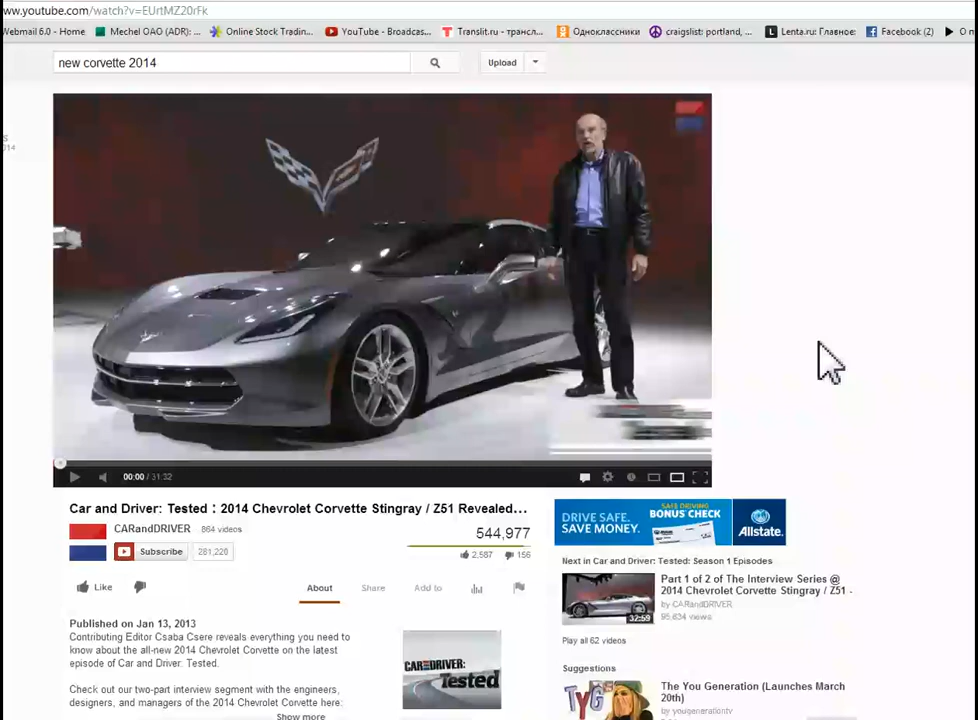 ww.youtube.com/watch?v=EUrtMZ20rFk
Webmail 6.0 - Home Mechel OAO (ADR): ... Online Stock Tradin... YouTube - Broadcas... Translit.ru - трансл... Одноклассники craigslist: portland, ... Lenta.ru: Главное: Facebook (2) О п
new corvette 2014
Upload
00:00 / 31:32
Car and Driver: Tested : 2014 Chevrolet Corvette Stingray / Z51 Revealed...
CARandDRIVER 864 videos
Subscribe 281,220
544,977
2,587 156
Like
About Share Add to
Published on Jan 13, 2013
Contributing Editor Csaba Csere reveals everything you need to
know about the all-new 2014 Chevrolet Corvette on the latest
episode of Car and Driver: Tested.
Check out our two-part interview segment with the engineers,
designers, and managers of the 2014 Chevrolet Corvette here:
Show more
CAR and DRIVER:
Tested
DRIVE SAFE.
SAVE MONEY.
SAFE DRIVING
BONUS CHECK
Allstate.
Next in Car and Driver: Tested: Season 1 Episodes
32:59
Part 1 of 2 of The Interview Series @
2014 Chevrolet Corvette Stingray / Z51 -
by CARandDRIVER
95,634 views
Play all 62 videos
Suggestions
TYG
The You Generation (Launches March
20th)
by yougenerationtv